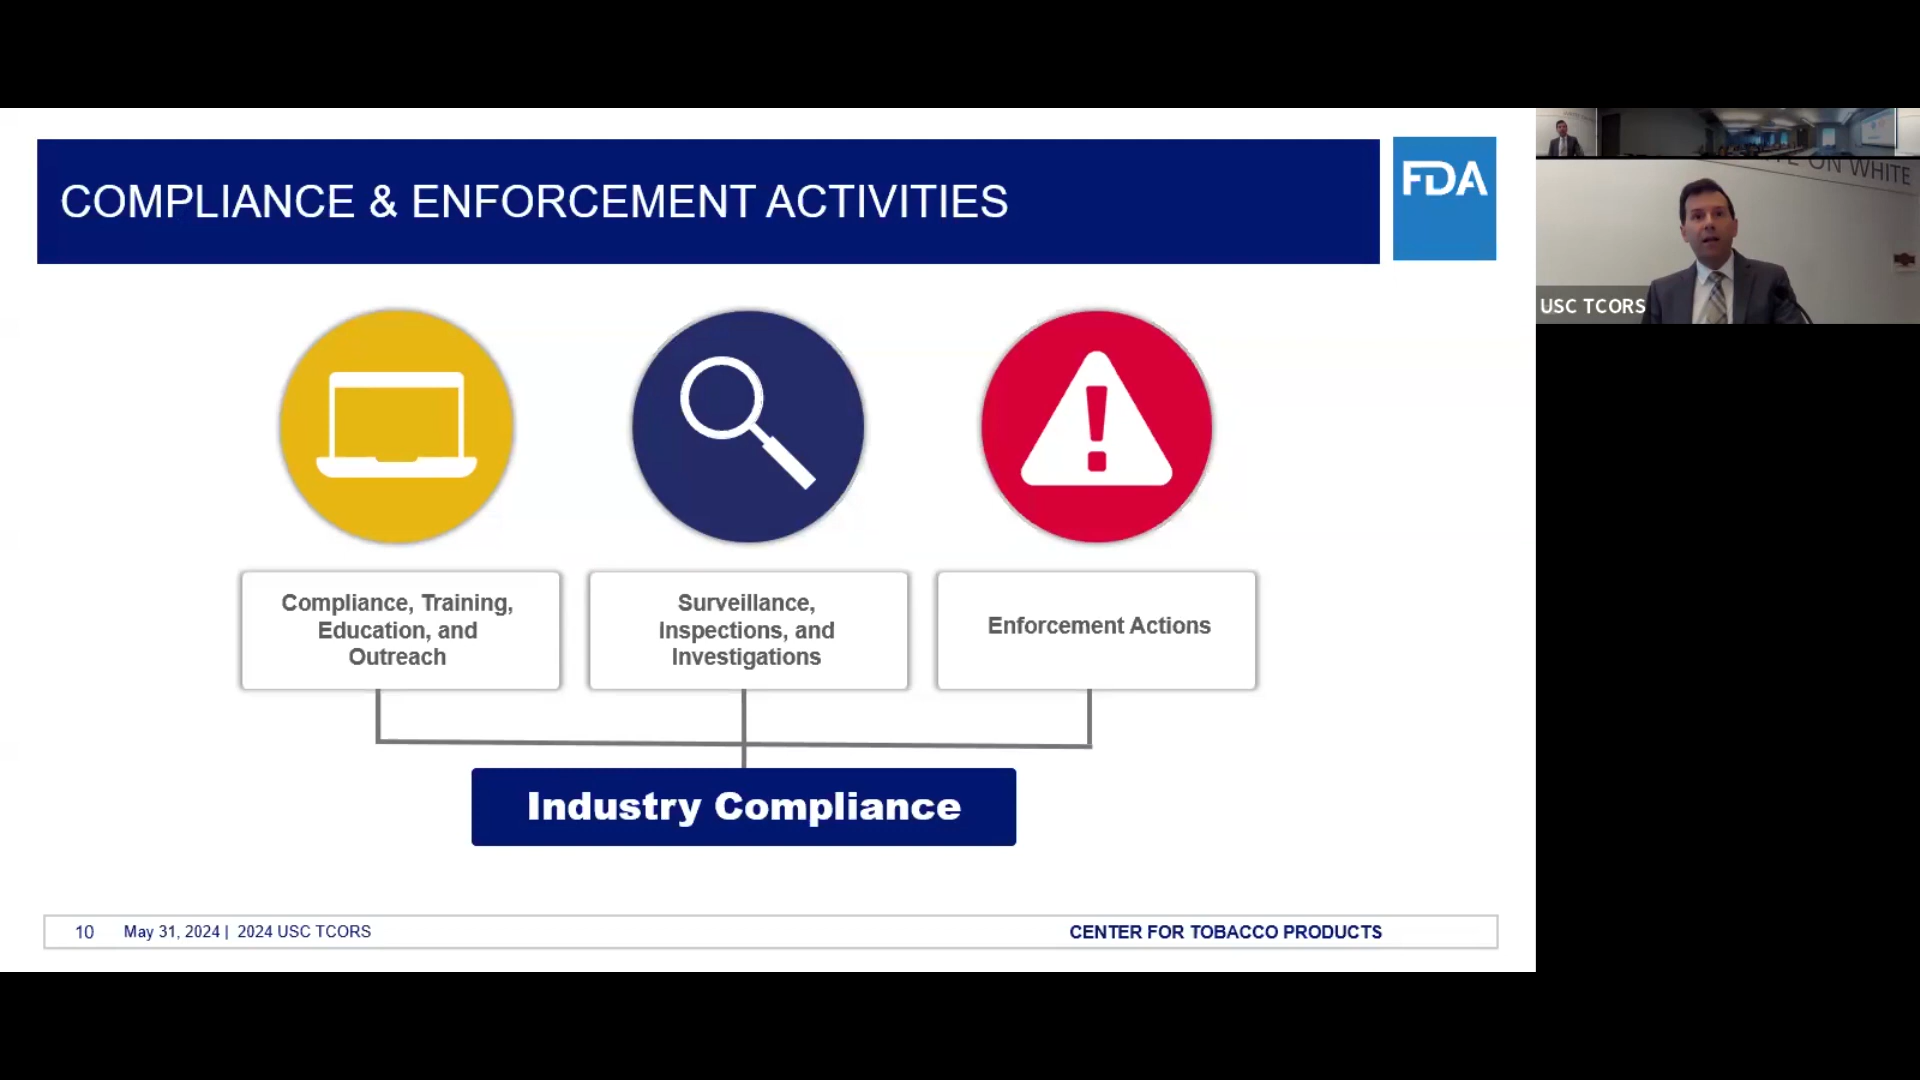 COMPLIANCE & ENFORCEMENT ACTIVITIES
FDA
ON WHITE
USC TCORS
Compliance, Training,
Education, and
Outreach
Surveillance,
Inspections, and
Investigations
Enforcement Actions
Industry Compliance
10 May 31, 2024 | 2024 USC TCORS
CENTER FOR TOBACCO PRODUCTS